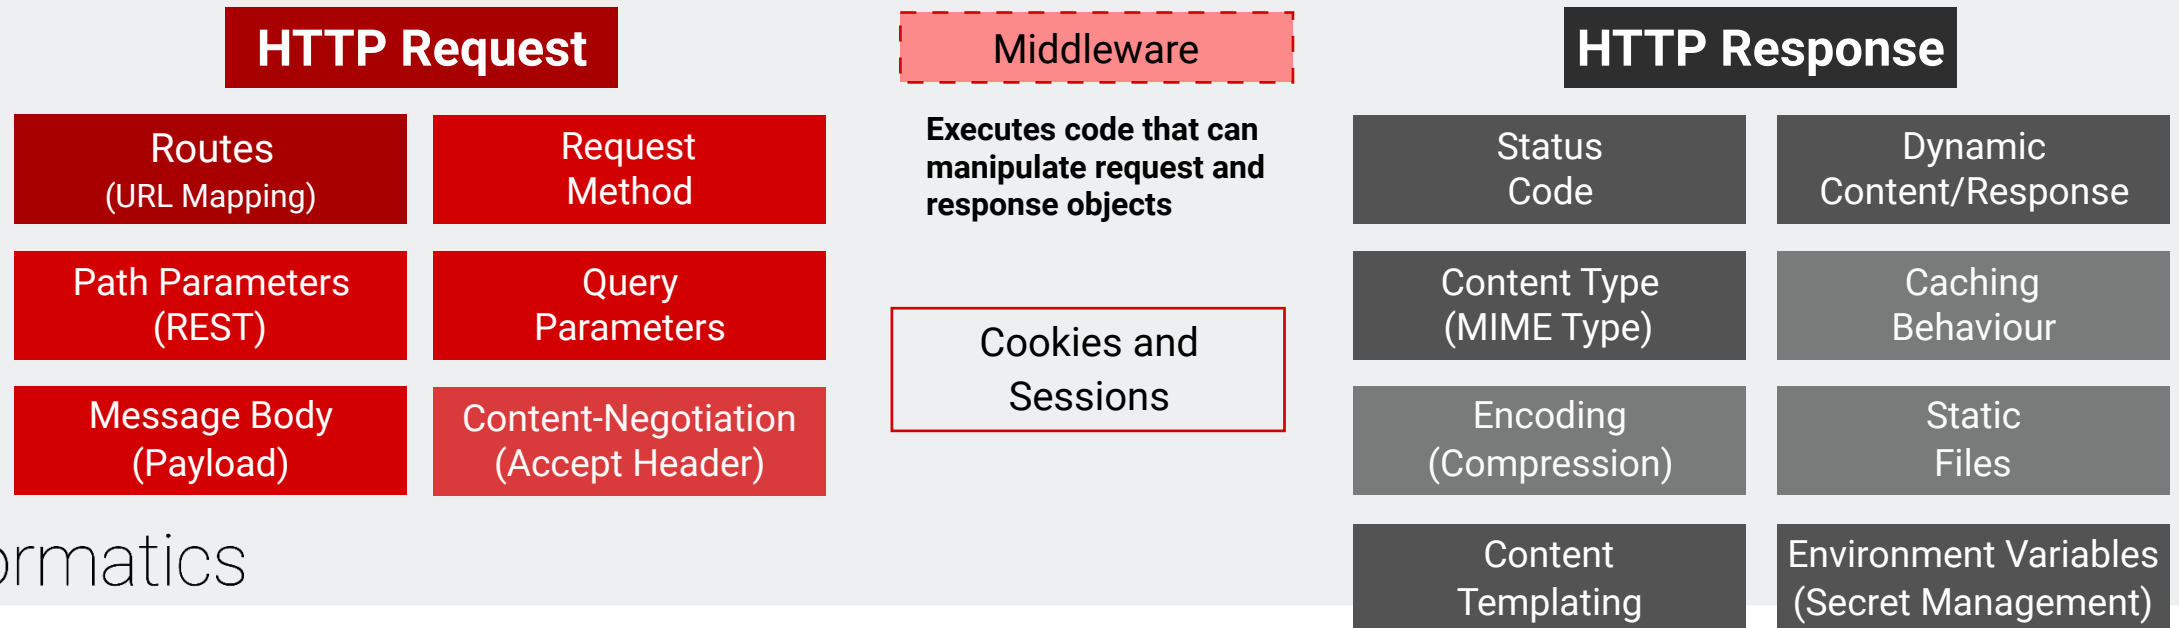 HTTP Request
Routes
(URL Mapping)
Request
Method
Path Parameters
(REST)
Query
Parameters
Message Body
(Payload)
Content-Negotiation
(Accept Header)
Middleware
Executes code that can
manipulate request and
response objects
Cookies and
Sessions
HTTP Response
Status
Code
Dynamic
Content/Response
Content Type
(MIME Type)
Caching
Behaviour
Encoding
(Compression)
Static
Files
Content
Templating
Environment Variables
(Secret Management)
ormatics